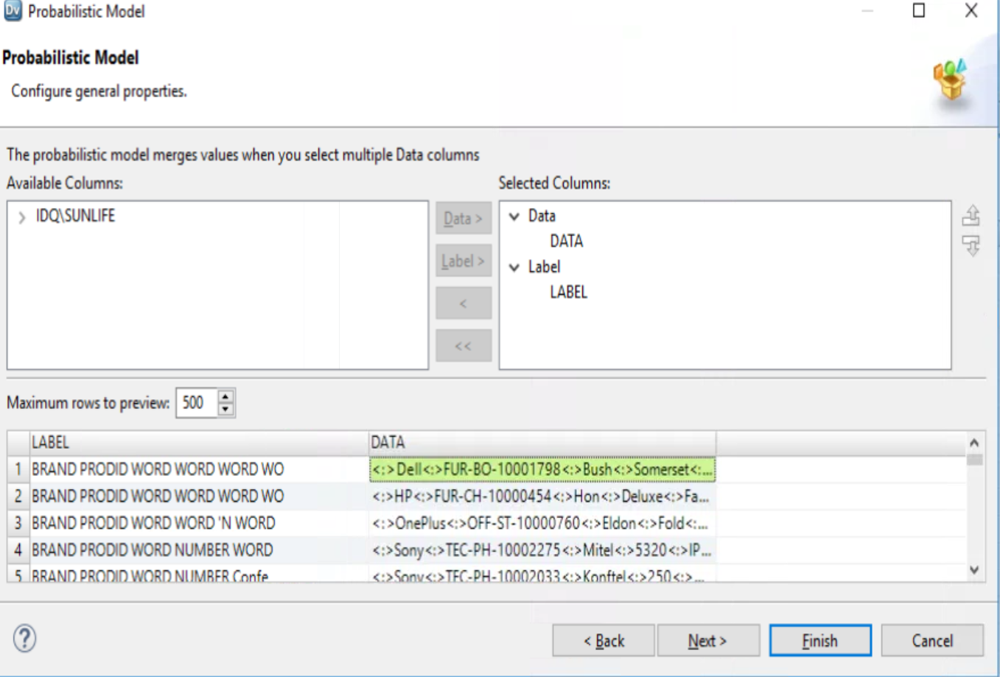 Dv Probabilistic Model
Probabilistic Model
Configure general properties.
The probabilistic model merges values when you select multiple Data columns
Available Columns:
Selected Columns:
IDQ\SUNLIFE
Data >
Label >
<
<<
Data
DATA
Label
LABEL
Maximum rows to preview: 500
LABEL DATA
1 BRAND PRODID WORD WORD WORD WO <:>Dell<:>FUR-BO-10001798<:>Bush<:>Somerset<:...
2 BRAND PRODID WORD WORD WORD WO <:>HP<:>FUR-CH-10000454<:>Hon<:>Deluxe<:>Fa...
3 BRAND PRODID WORD WORD 'N WORD <:>OnePlus<:>OFF-ST-10000760<:>Eldon<:>Fold<:...
4 BRAND PRODID WORD NUMBER WORD <:>Sony<:>TEC-PH-10002275<:>Mitel<:>5320<:>IP...
5 BRAND PRODID WORD NUMBER Confe <:>Sony<:>TEC-PH-10002033<:>Konftel<:>250<:>...
?
< Back Next > Finish Cancel